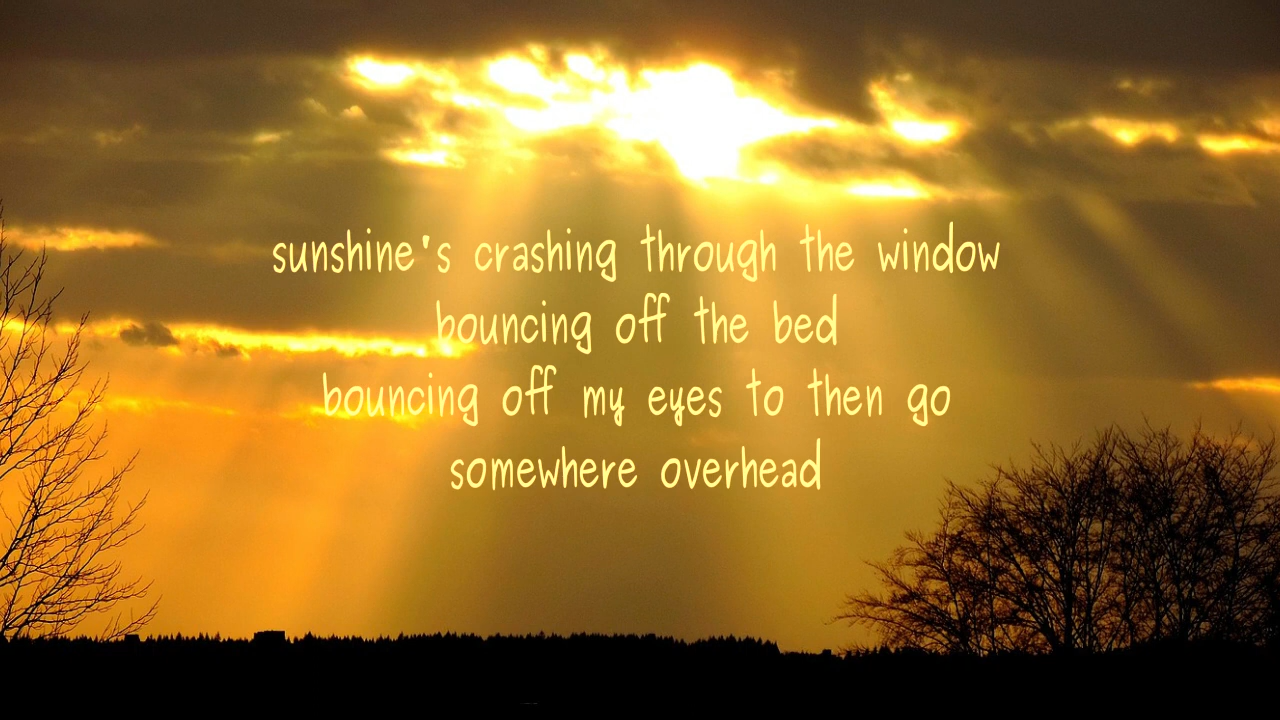 sunshine's crashing through the window
bouncing off the bed
bouncing off my eyes to then go
somewhere overhead